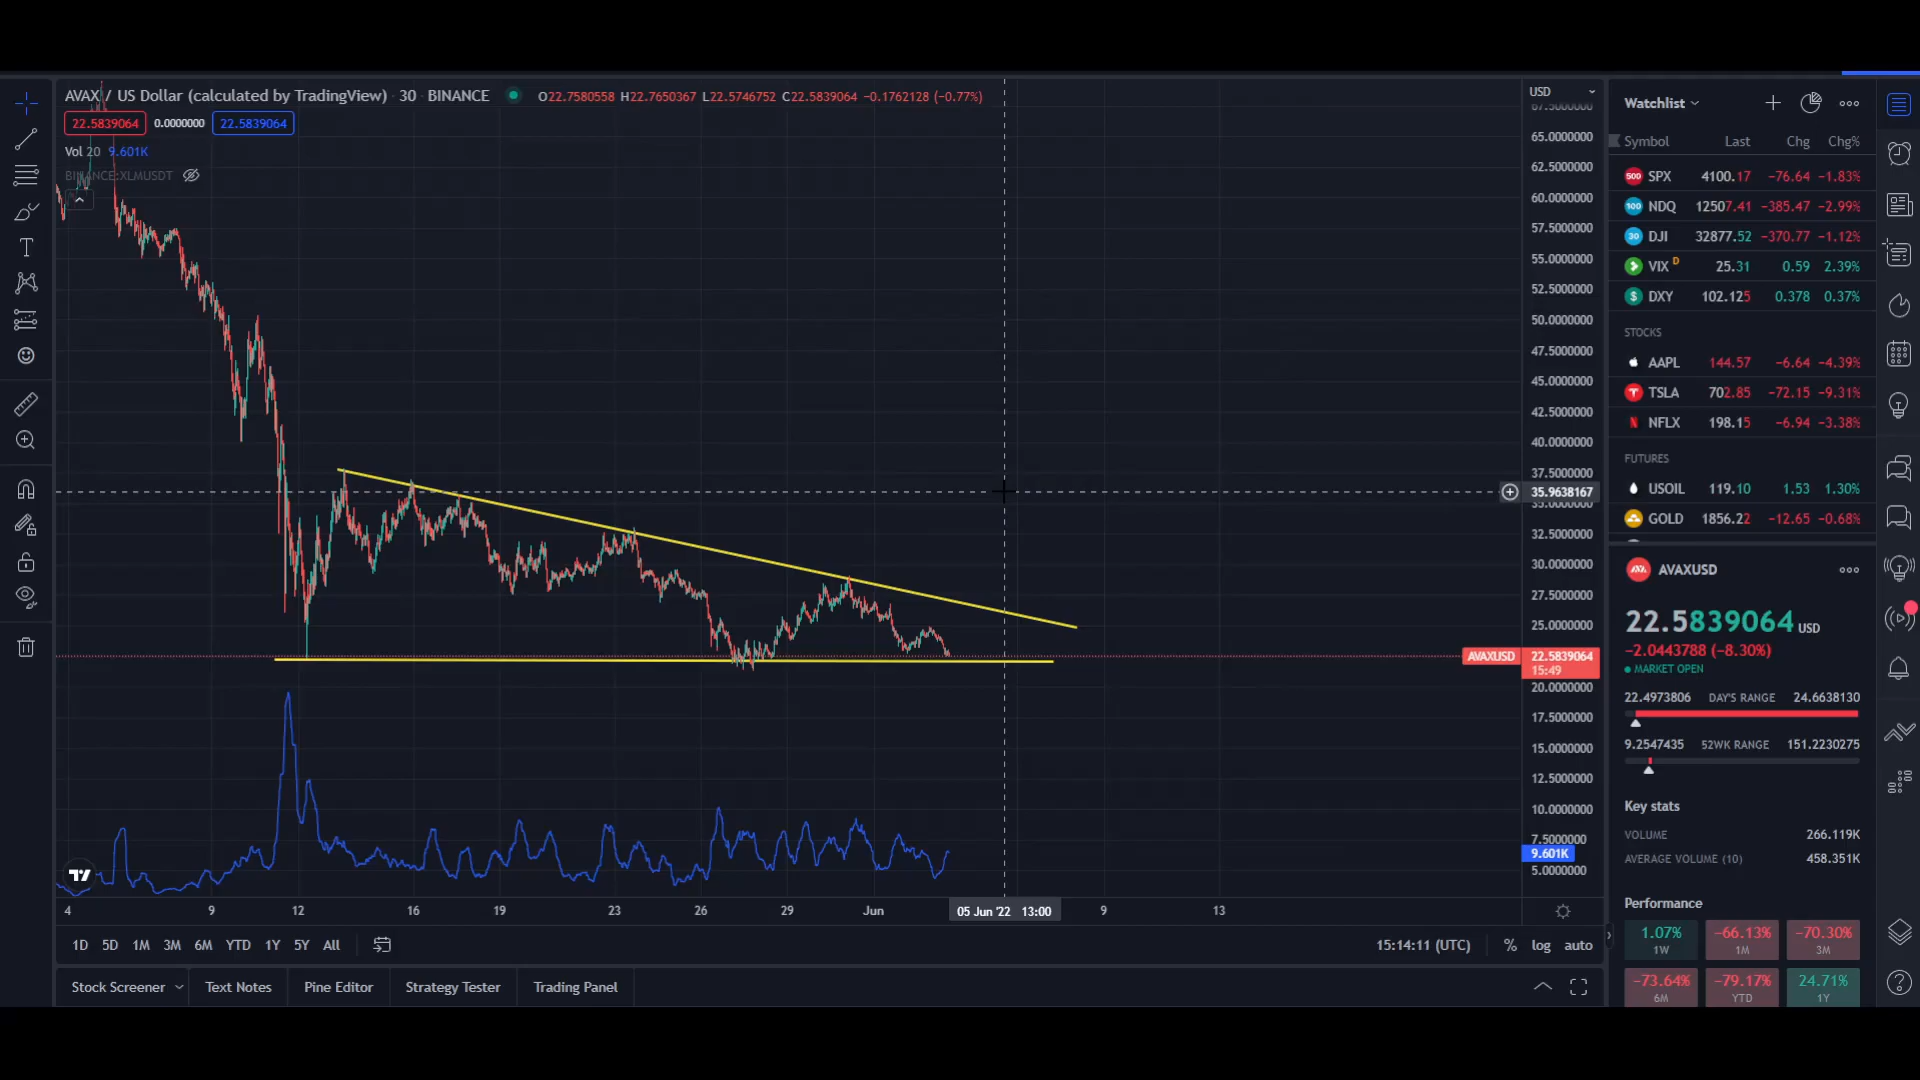 AVAX / US Dollar (calculated by TradingView) · 30 · BINANCE O22.7580558 H22.7650367 L22.5746752 C22.5839064 −0.1762128 (−0.77%)
22.5839064 0.0000000 22.5839064
Vol 20 9.601K
BINANCE:XLMUSDT
USD
67.5000000
65.0000000
62.5000000
60.0000000
57.5000000
55.0000000
52.5000000
50.0000000
47.5000000
45.0000000
42.5000000
40.0000000
37.5000000
35.9638167
35.0000000
32.5000000
30.0000000
27.5000000
25.0000000
AVAXUSD 22.5839064
15:49
20.0000000
17.5000000
15.0000000
12.5000000
10.0000000
7.5000000
9.601K
5.0000000
4 9 12 16 19 23 26 29 Jun 05 Jun '22 13:00 9 13
1D 5D 1M 3M 6M YTD 1Y 5Y All 15:14:11 (UTC) % log auto
Stock Screener Text Notes Pine Editor Strategy Tester Trading Panel
Watchlist
Symbol Last Chg Chg%
500 SPX 4100.17 −76.64 −1.83%
100 NDQ 12507.41 −385.47 −2.99%
30 DJI 32877.52 −370.77 −1.12%
VIX D 25.31 0.59 2.39%
$ DXY 102.125 0.378 0.37%
STOCKS
AAPL 144.57 −6.64 −4.39%
TSLA 702.85 −72.15 −9.31%
NFLX 198.15 −6.94 −3.38%
FUTURES
USOIL 119.10 1.53 1.30%
GOLD 1856.22 −12.65 −0.68%
AVAXUSD
22.5839064 USD
−2.0443788 (−8.30%)
MARKET OPEN
22.4973806 DAY'S RANGE 24.6638130
9.2547435 52WK RANGE 151.2230275
Key stats
VOLUME 266.119K
AVERAGE VOLUME (10) 458.351K
Performance
1.07% −66.13% −70.30%
1W 1M 3M
−73.64% −79.17% 24.71%
6M YTD 1Y